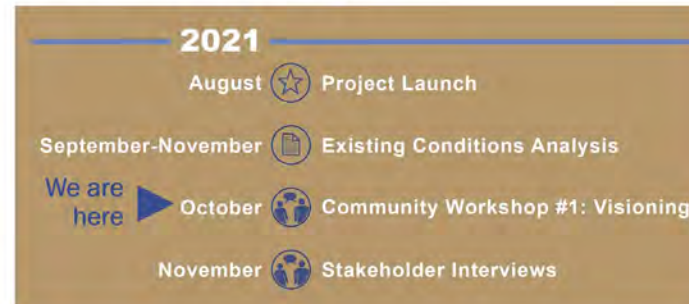 2021
August Project Launch
September-November Existing Conditions Analysis
We are
here
October Community Workshop #1: Visioning
November Stakeholder Interviews